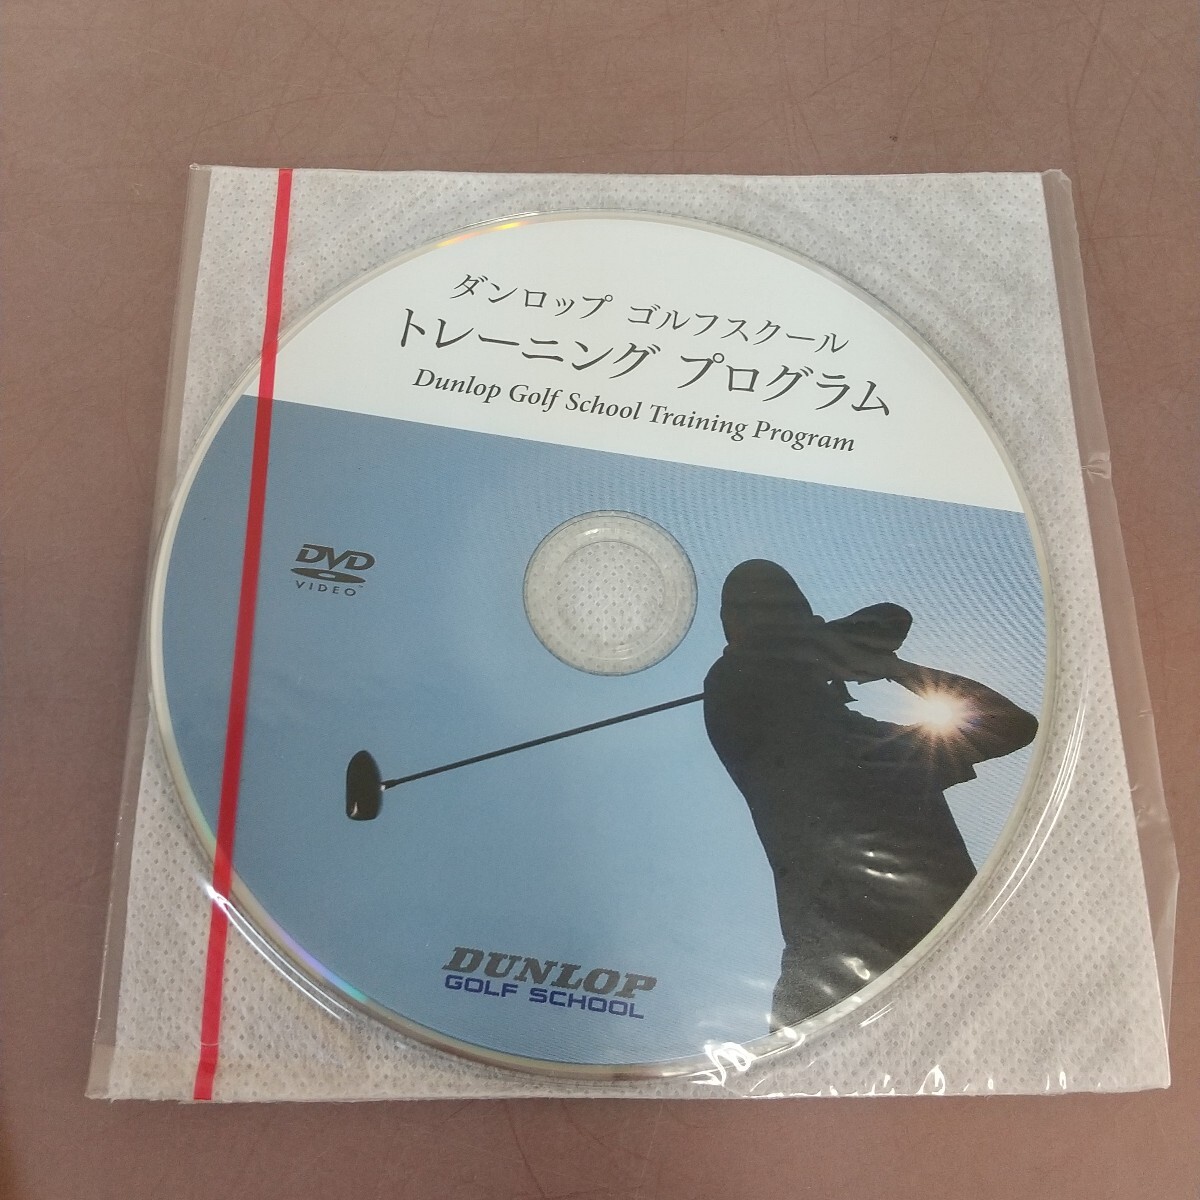 ダンロップ ゴルフスクール
トレーニング プログラム
Dunlop Golf School Training Program
DVD
VIDEO™
DUNLOP
GOLF SCHOOL